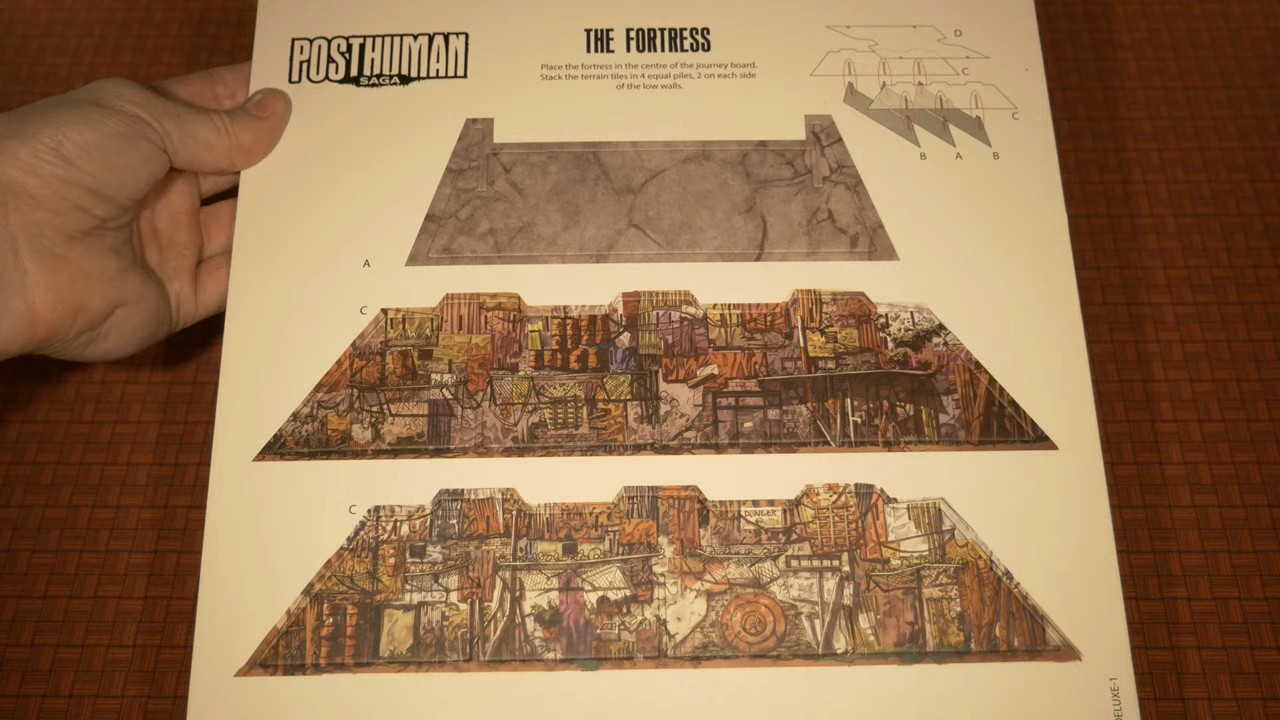 POSTHUMAN
SAGA
THE FORTRESS
Place the fortress in the centre of the journey board.
Stack the terrain tiles in 4 equal piles, 2 on each side
of the low walls.
D
C
C
B
A
B
A
C
C
DUNGER
DELUXE-1